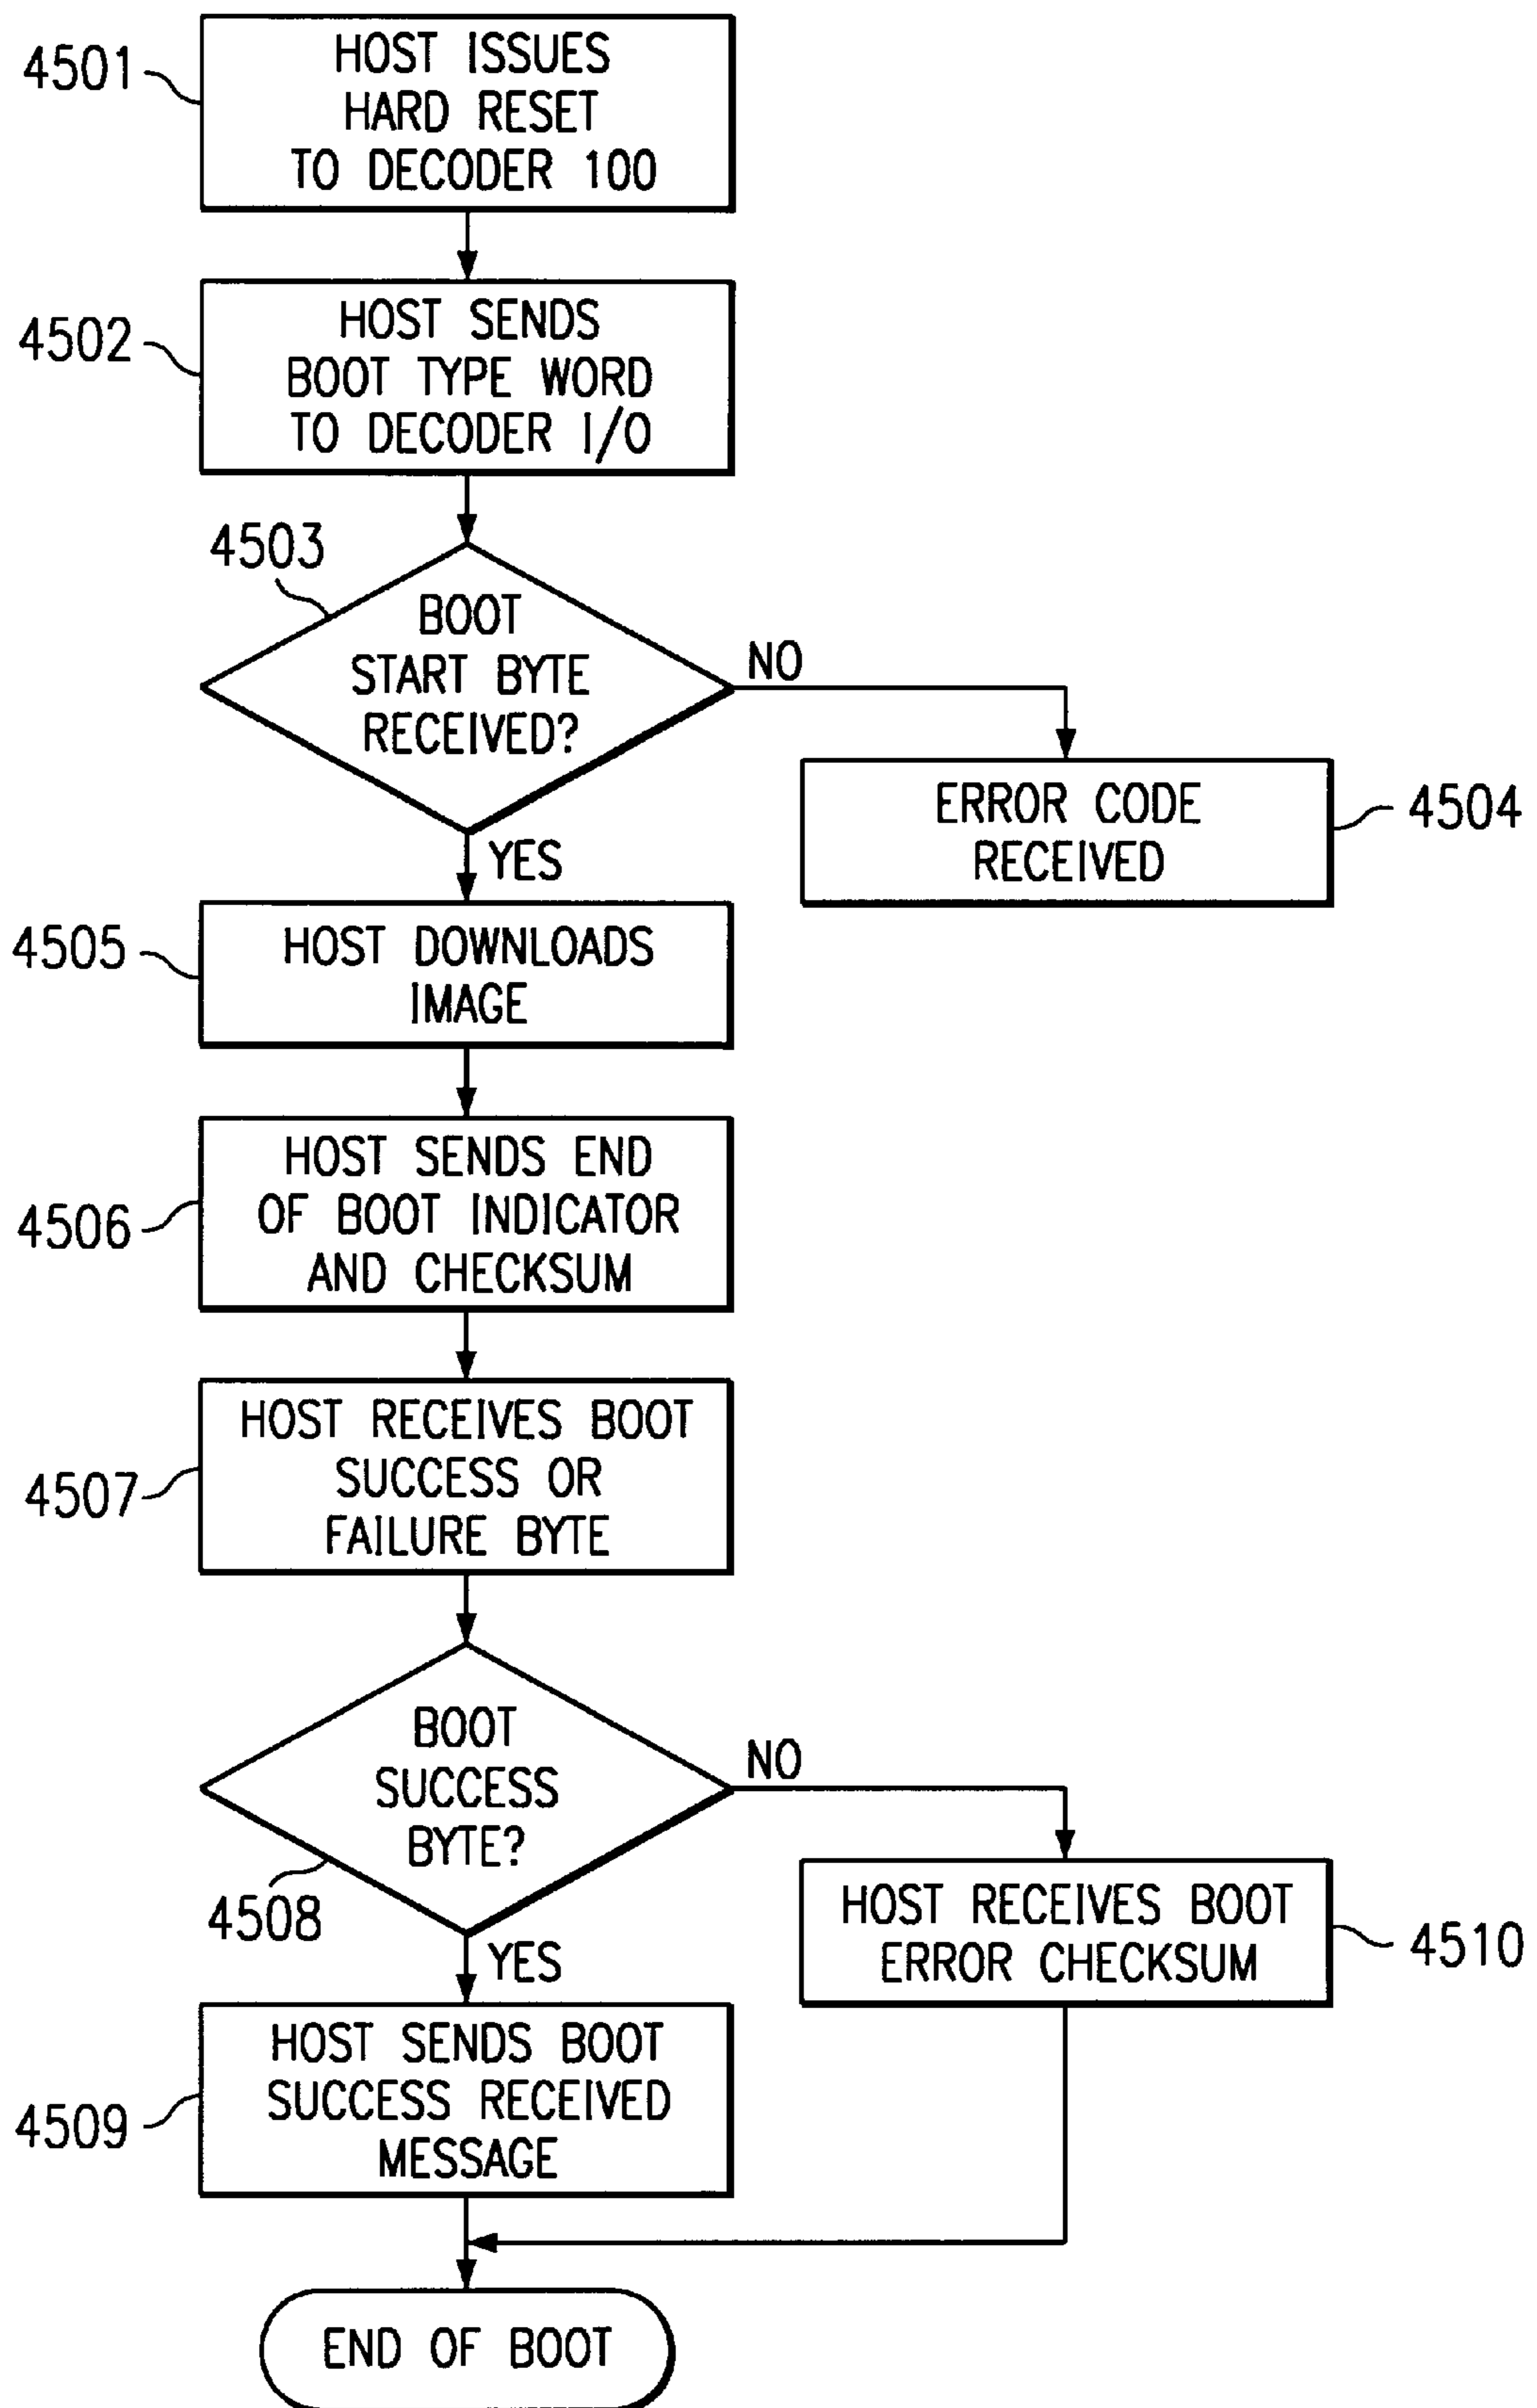 4501
HOST ISSUES
HARD RESET
TO DECODER 100
4502
HOST SENDS
BOOT TYPE WORD
TO DECODER I/O
4503
BOOT
START BYTE
RECEIVED?
NO
YES
ERROR CODE
RECEIVED
4504
4505
HOST DOWNLOADS
IMAGE
4506
HOST SENDS END
OF BOOT INDICATOR
AND CHECKSUM
4507
HOST RECEIVES BOOT
SUCCESS OR
FAILURE BYTE
BOOT
SUCCESS
BYTE?
4508
NO
YES
HOST RECEIVES BOOT
ERROR CHECKSUM
4510
4509
HOST SENDS BOOT
SUCCESS RECEIVED
MESSAGE
END OF BOOT